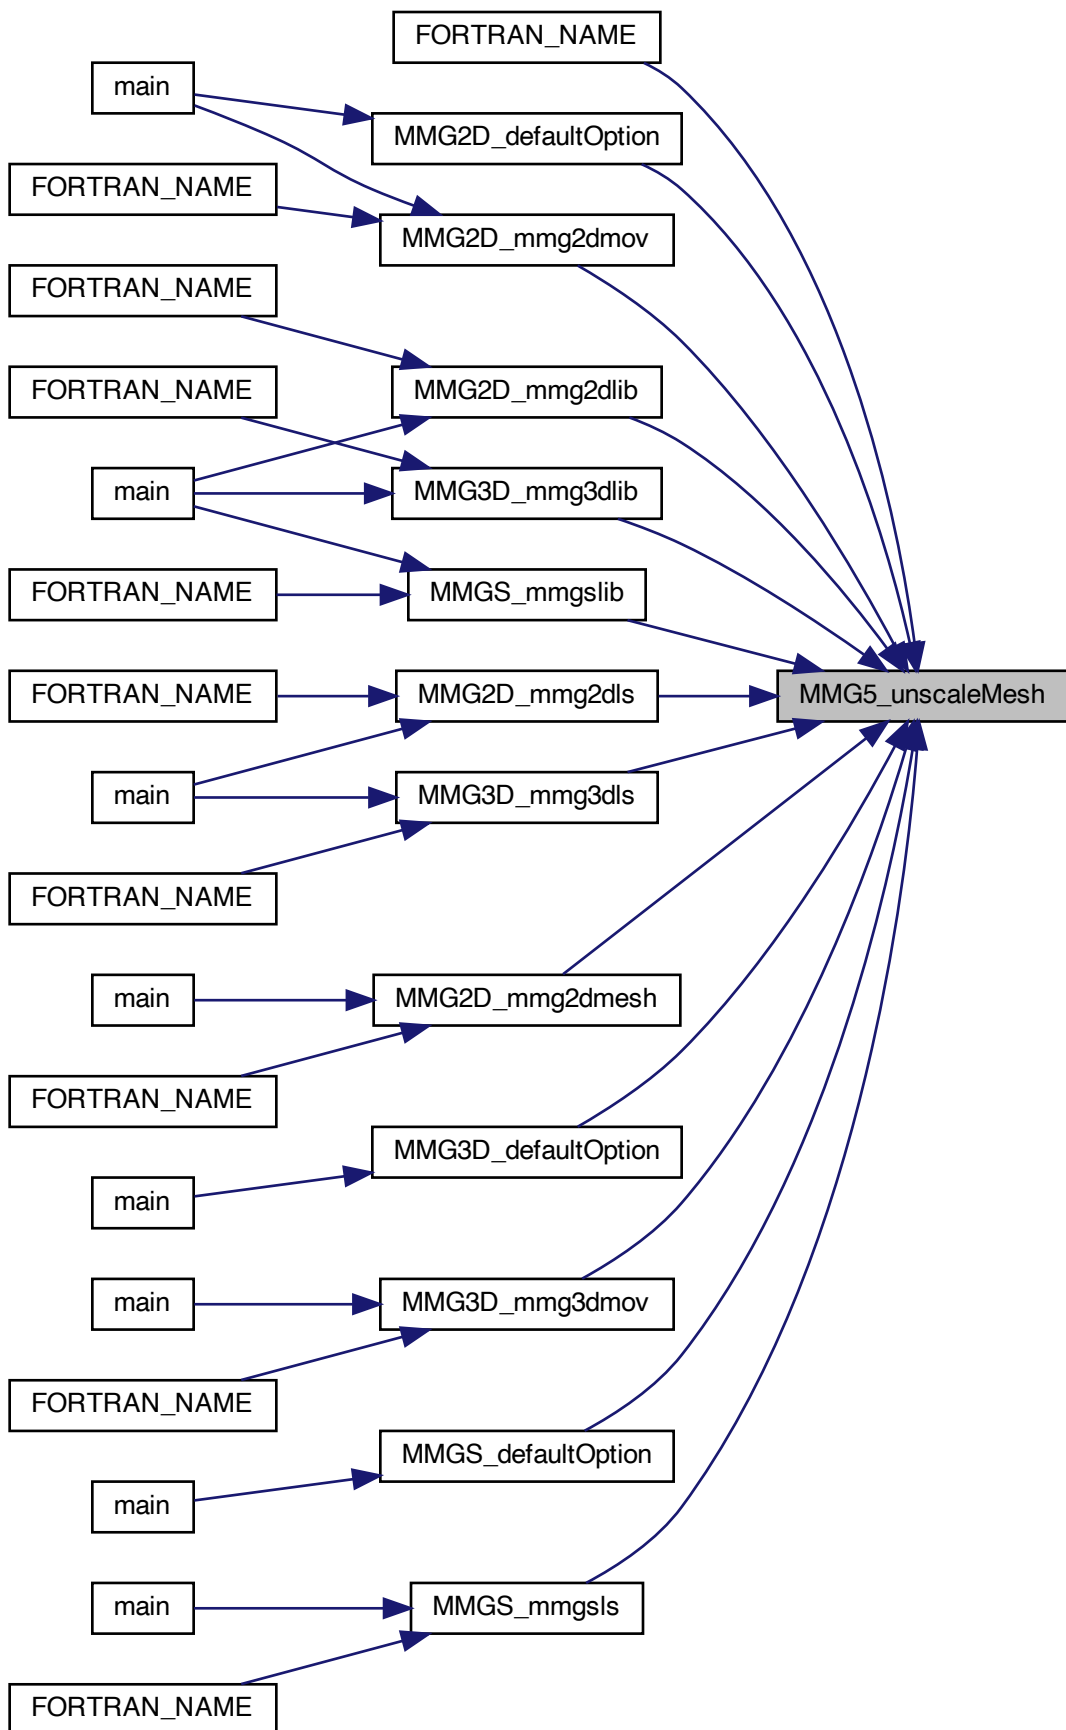 FORTRAN_NAME
main
MMG2D_defaultOption
FORTRAN_NAME
MMG2D_mmg2dmov
FORTRAN_NAME
MMG2D_mmg2dlib
FORTRAN_NAME
MMG3D_mmg3dlib
main
MMGS_mmgslib
FORTRAN_NAME
MMG2D_mmg2dls
FORTRAN_NAME
MMG5_unscaleMesh
main
MMG3D_mmg3dls
FORTRAN_NAME
main
MMG2D_mmg2dmesh
FORTRAN_NAME
MMG3D_defaultOption
main
main
MMG3D_mmg3dmov
FORTRAN_NAME
MMGS_defaultOption
main
main
MMGS_mmgsls
FORTRAN_NAME